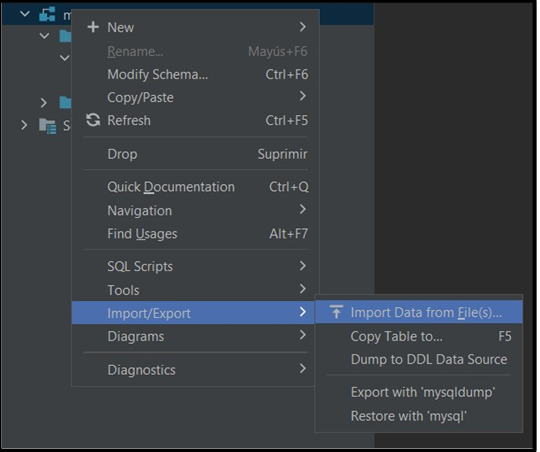 m
New
Rename... Mayús+F6
Modify Schema... Ctrl+F6
Copy/Paste
Refresh Ctrl+F5
S
Drop Suprimir
Quick Documentation Ctrl+Q
Navigation
Find Usages Alt+F7
SQL Scripts
Tools
Import/Export
Diagrams
Diagnostics
Import Data from File(s)...
Copy Table to... F5
Dump to DDL Data Source
Export with 'mysqldump'
Restore with 'mysql'